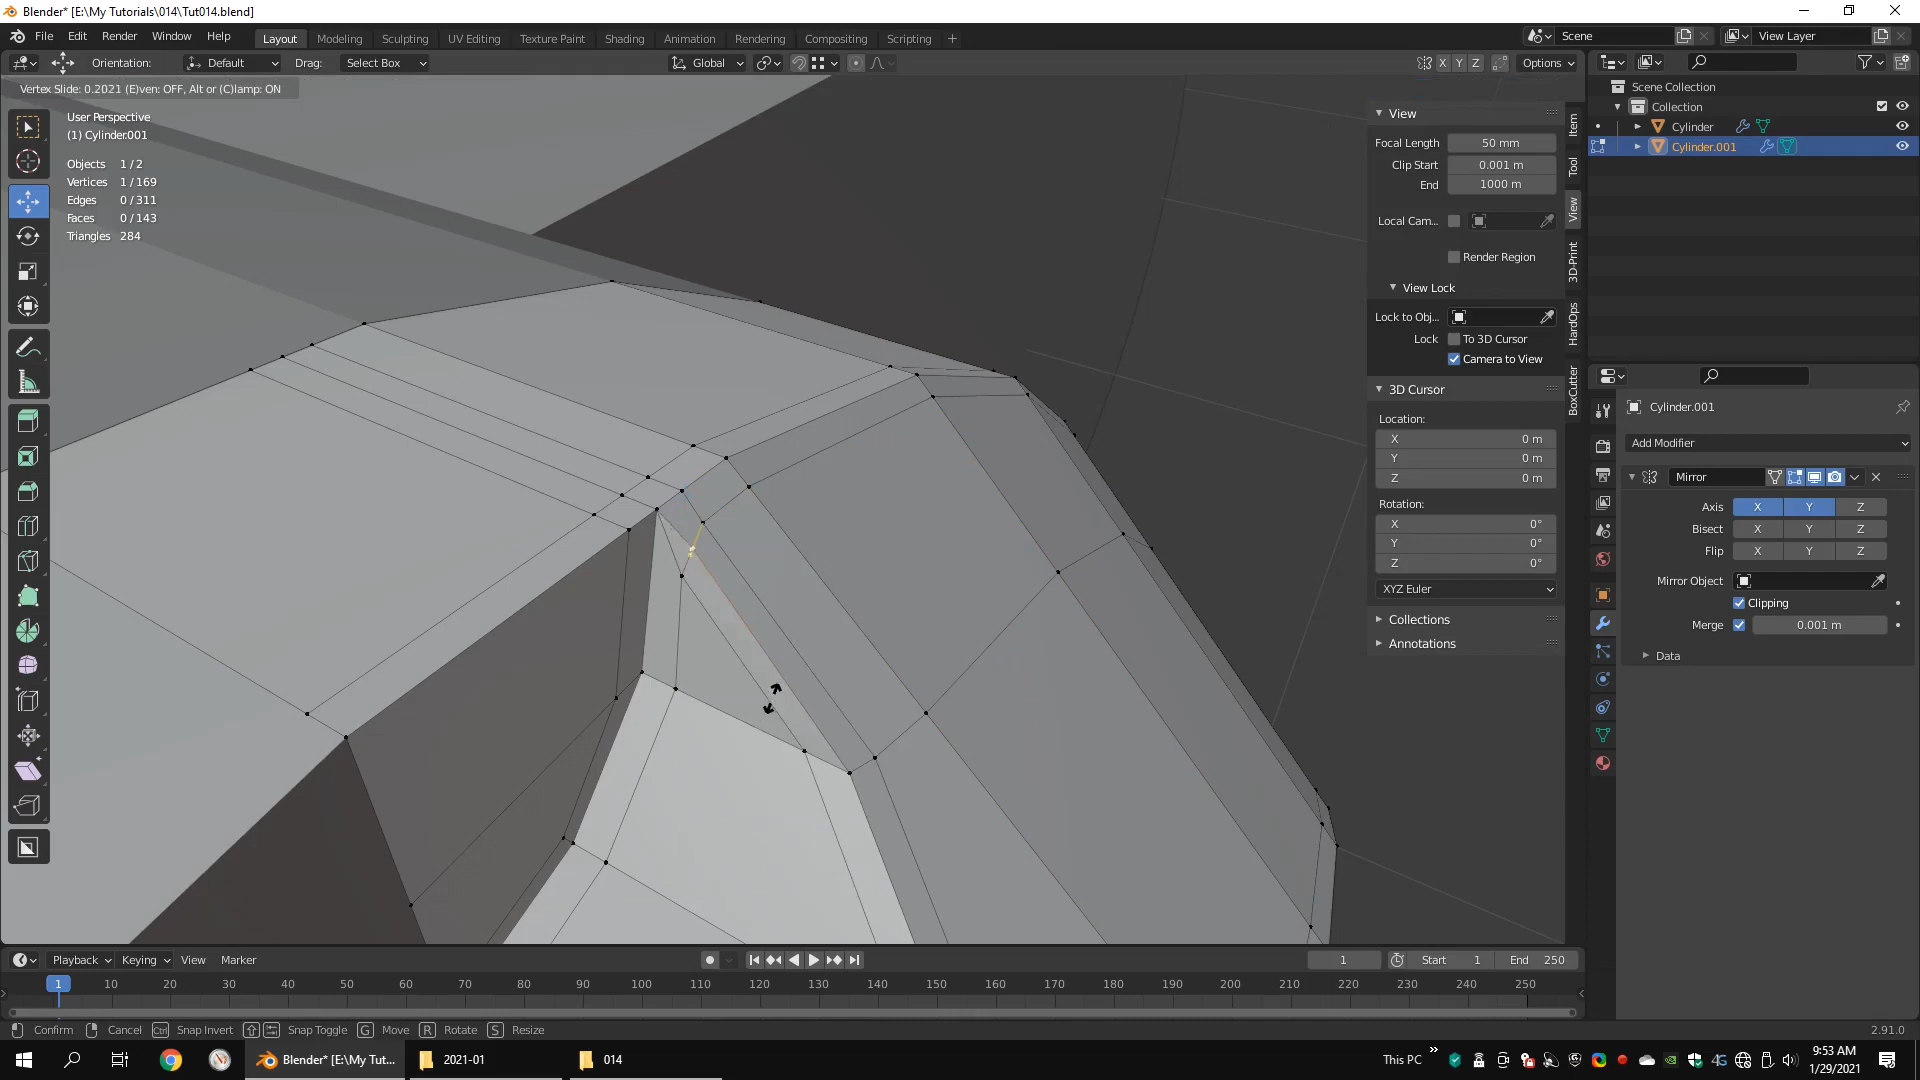 Blender* [E:\My Tutorials\014\Tut014.blend]
File Edit Render Window Help Layout Modeling Sculpting UV Editing Texture Paint Shading Animation Rendering Compositing Scripting + Scene View Layer
Orientation: Default Drag: Select Box Global X Y Z Options
Vertex Slide: 0.2021 (E)ven: OFF, Alt or (C)lamp: ON
User Perspective
(1) Cylinder.001
Objects 1/2
Vertices 1/169
Edges 0/311
Faces 0/143
Triangles 284
View
Focal Length 50 mm
Clip Start 0.001 m
End 1000 m
Local Cam...
Render Region
View Lock
Lock to Obj...
Lock To 3D Cursor
Camera to View
3D Cursor
Location:
X 0 m
Y 0 m
Z 0 m
Rotation:
X 0°
Y 0°
Z 0°
XYZ Euler
Collections
Annotations
Item
Tool
View
3D-Print
HardOps
BoxCutter
Scene Collection
Collection
Cylinder
Cylinder.001
Cylinder.001
Add Modifier
Mirror
Axis X Y Z
Bisect X Y Z
Flip X Y Z
Mirror Object
Clipping
Merge 0.001 m
Data
Playback Keying View Marker 1 Start 1 End 250
1 10 20 30 40 50 60 70 80 90 100 110 120 130 140 150 160 170 180 190 200 210 220 230 240 250
Confirm Cancel Ctrl Snap Invert Snap Toggle G Move R Rotate S Resize 2.91.0
Blender* [E:\My Tut... 2021-01 014 This PC » 4G 9:53 AM
1/29/2021